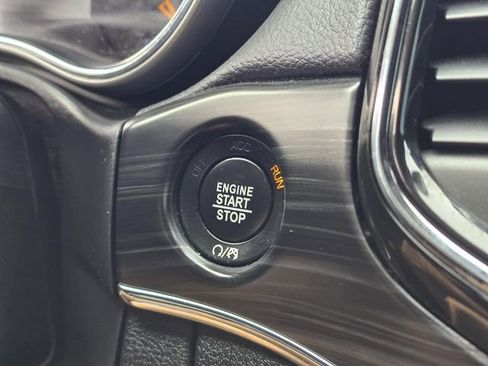 OFF ACC RUN
ENGINE
START
STOP